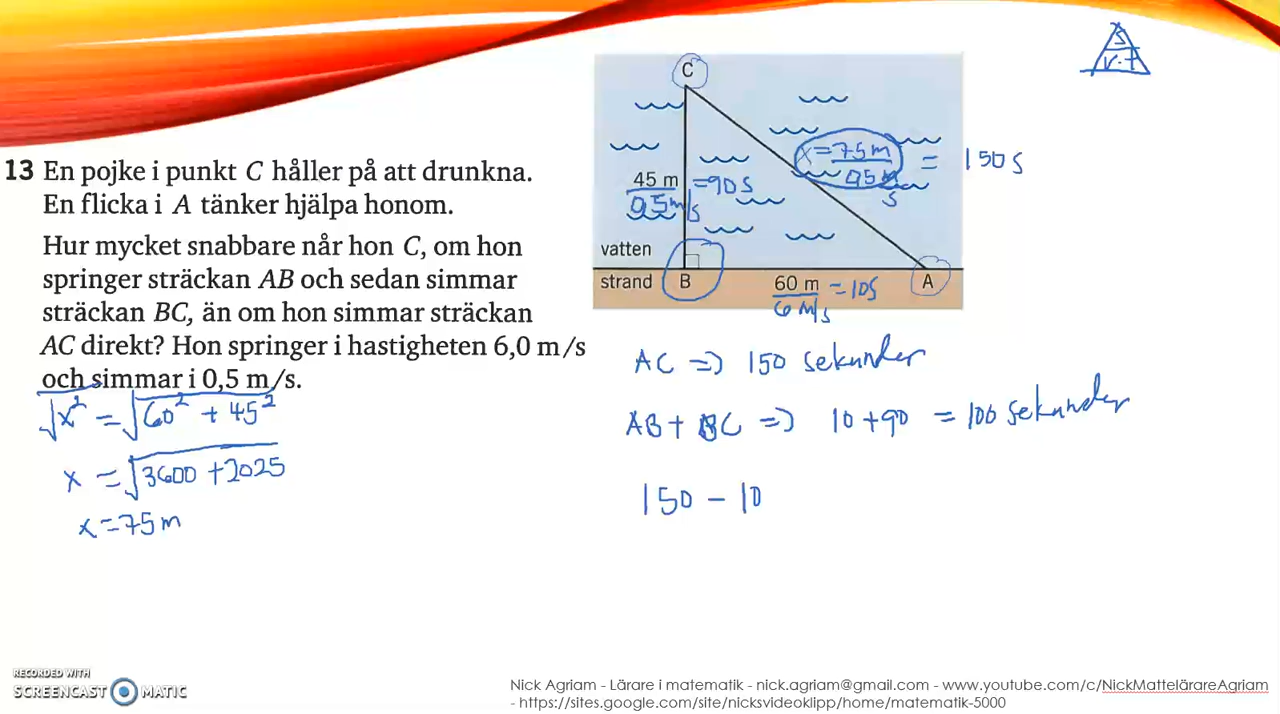 s
v·t
13 En pojke i punkt C håller på att drunkna.
En flicka i A tänker hjälpa honom.
Hur mycket snabbare når hon C, om hon
springer sträckan AB och sedan simmar
sträckan BC, än om hon simmar sträckan
AC direkt? Hon springer i hastigheten 6,0 m/s
och simmar i 0,5 m/s.
√x² = √60² + 45²
x = √3600 + 2025
x = 75 m
C
x = 75 m
0,5 m/s
= 150 s
45 m
0,5 m/s
= 90 s
vatten
strand
B
60 m
6 m/s
= 10 s
A
AC => 150 sekunder
AB + BC => 10 + 90 = 100 sekunder
150 - 10
RECORDED WITH
SCREENCAST MATIC
Nick Agriam - Lärare i matematik - nick.agriam@gmail.com - www.youtube.com/c/NickMattelärareAgriam
- https://sites.google.com/site/nicksvideoklipp/home/matematik-5000